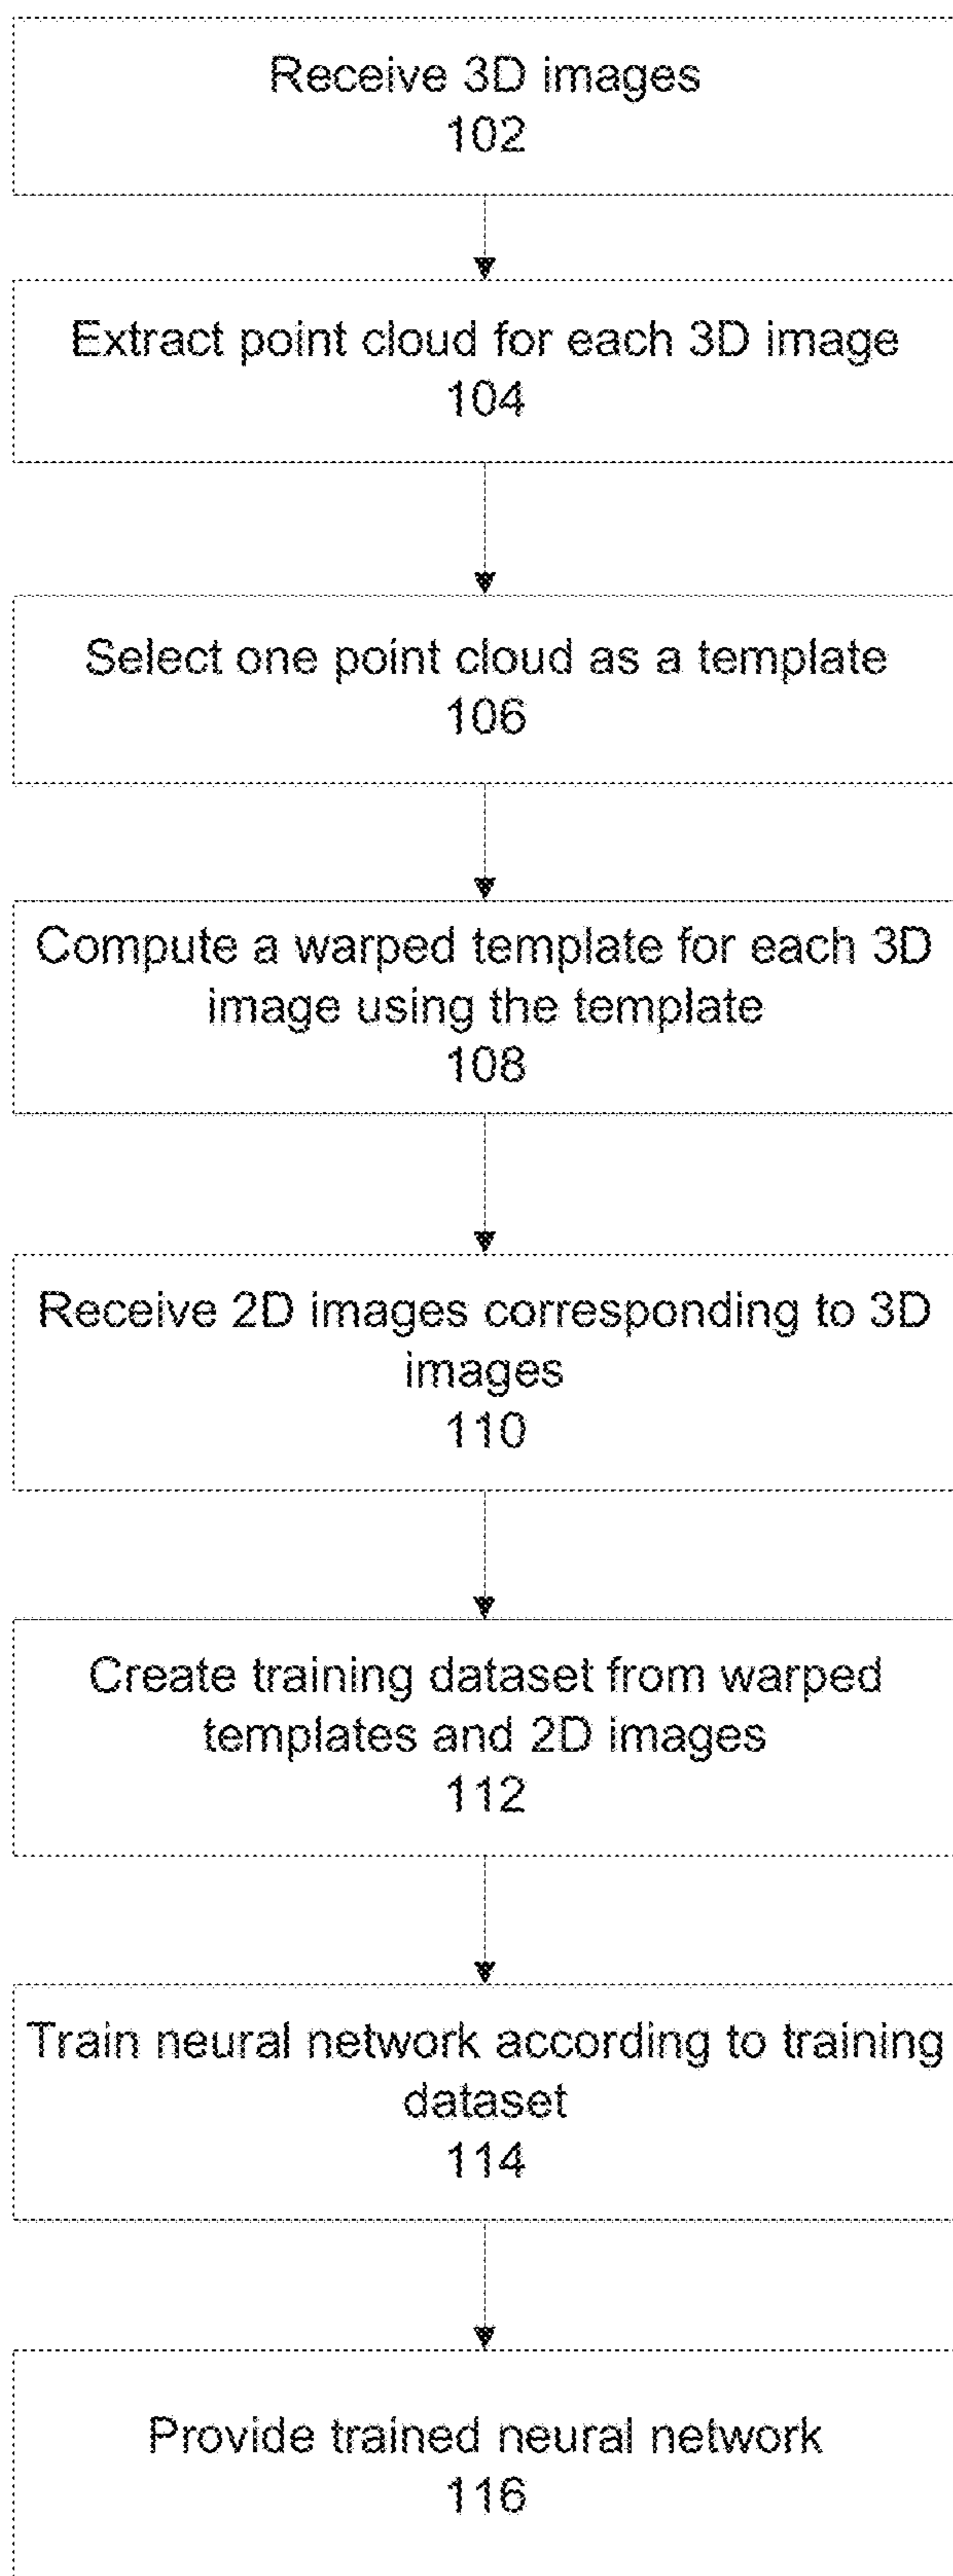 Receive 3D images
102
Extract point cloud for each 3D image
104
Select one point cloud as a template
106
Compute a warped template for each 3D
image using the template
108
Receive 2D images corresponding to 3D
images
110
Create training dataset from warped
templates and 2D images
112
Train neural network according to training
dataset
114
Provide trained neural network
116